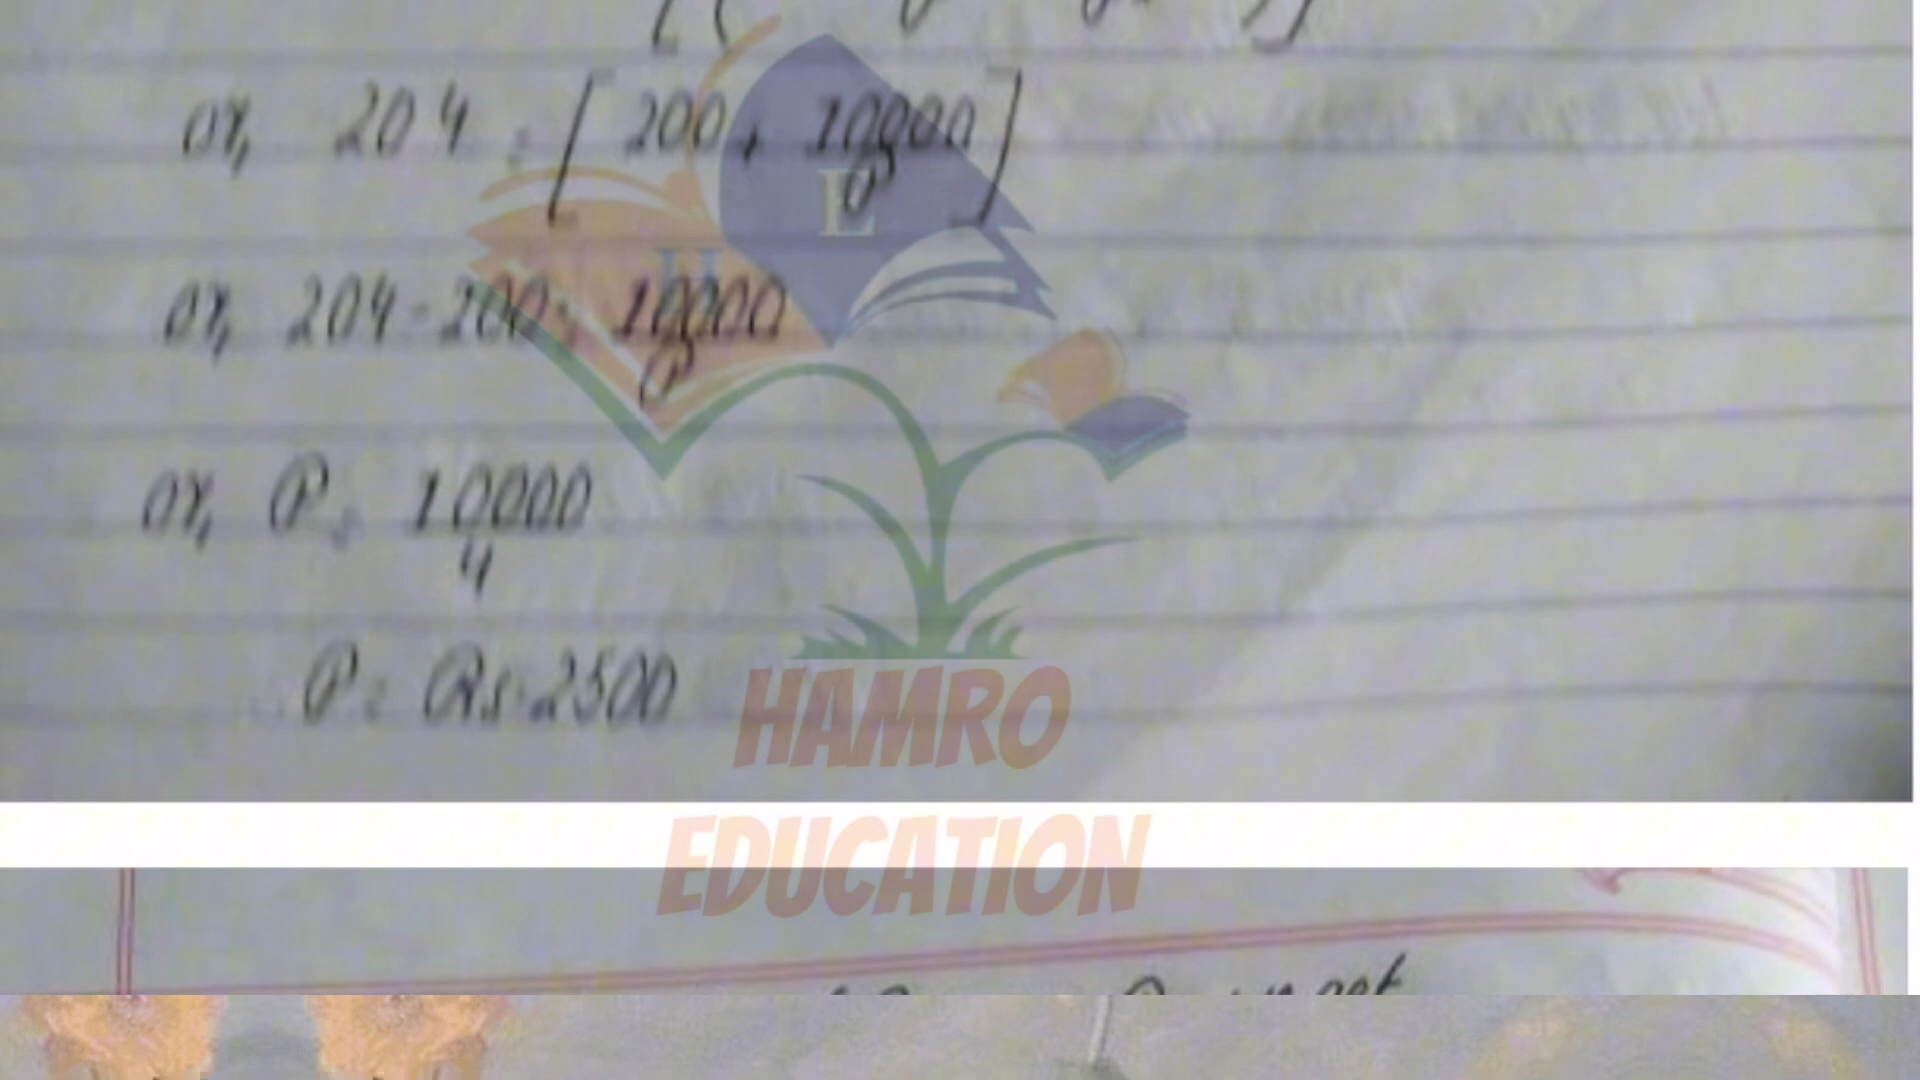 or, 204 = [200 + 10000/P]
or, 204 - 200 = 10000/P
or, P = 10000/4
∴ P = Rs. 2500
H E
HAMRO
EDUCATION